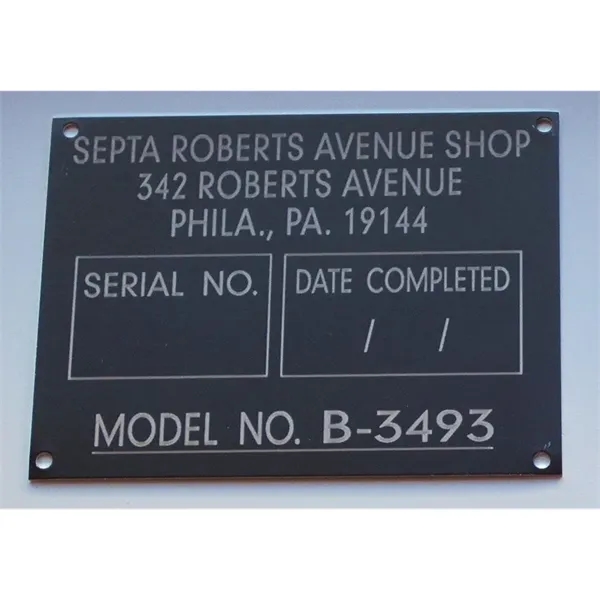 SEPTA ROBERTS AVENUE SHOP
342 ROBERTS AVENUE
PHILA., PA. 19144
SERIAL NO.
DATE COMPLETED
/ /
MODEL NO. B-3493